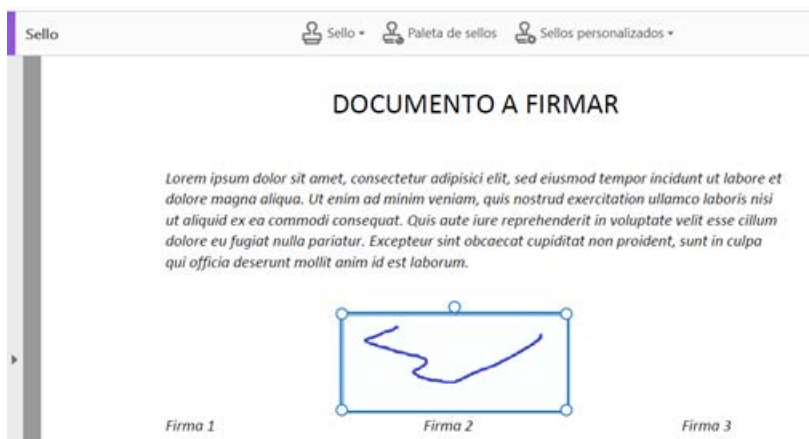 Sello
Sello Paleta de sellos Sellos personalizados
DOCUMENTO A FIRMAR
Lorem ipsum dolor sit amet, consectetur adipisici elit, sed eiusmod tempor incidunt ut labore et
dolore magna aliqua. Ut enim ad minim veniam, quis nostrud exercitation ullamco laboris nisi
ut aliquid ex ea commodi consequat. Quis aute iure reprehenderit in voluptate velit esse cillum
dolore eu fugiat nulla pariatur. Excepteur sint obcaecat cupiditat non proident, sunt in culpa
qui officia deserunt mollit anim id est laborum.
Firma 1 Firma 2 Firma 3